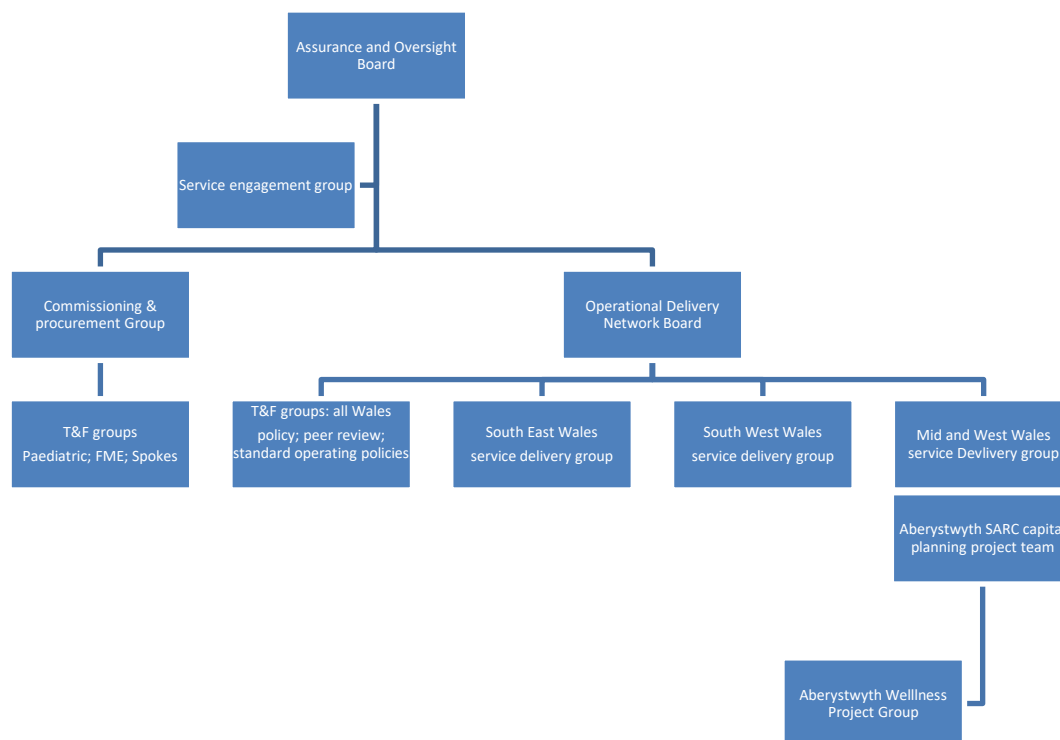 Assurance and Oversight
Board
Service engagement group
Commissioning &
procurement Group
Operational Delivery
Network Board
T&F groups
Paediatric; FME; Spokes
T&F groups: all Wales
policy; peer review;
standard operating policies
South East Wales
service delivery group
South West Wales
service delivery group
Mid and West Wales
service Devlivery group
Aberystwyth SARC capital
planning project team
Aberystwyth Welllness
Project Group